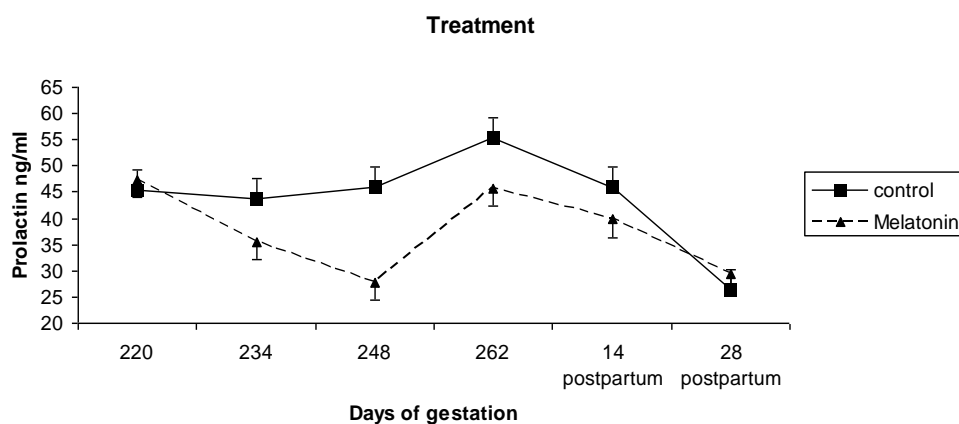 Treatment
Prolactin ng/ml
65
60
55
50
45
40
35
30
25
20
220 234 248 262 14 28
postpartum postpartum
Days of gestation
control
Melatonin